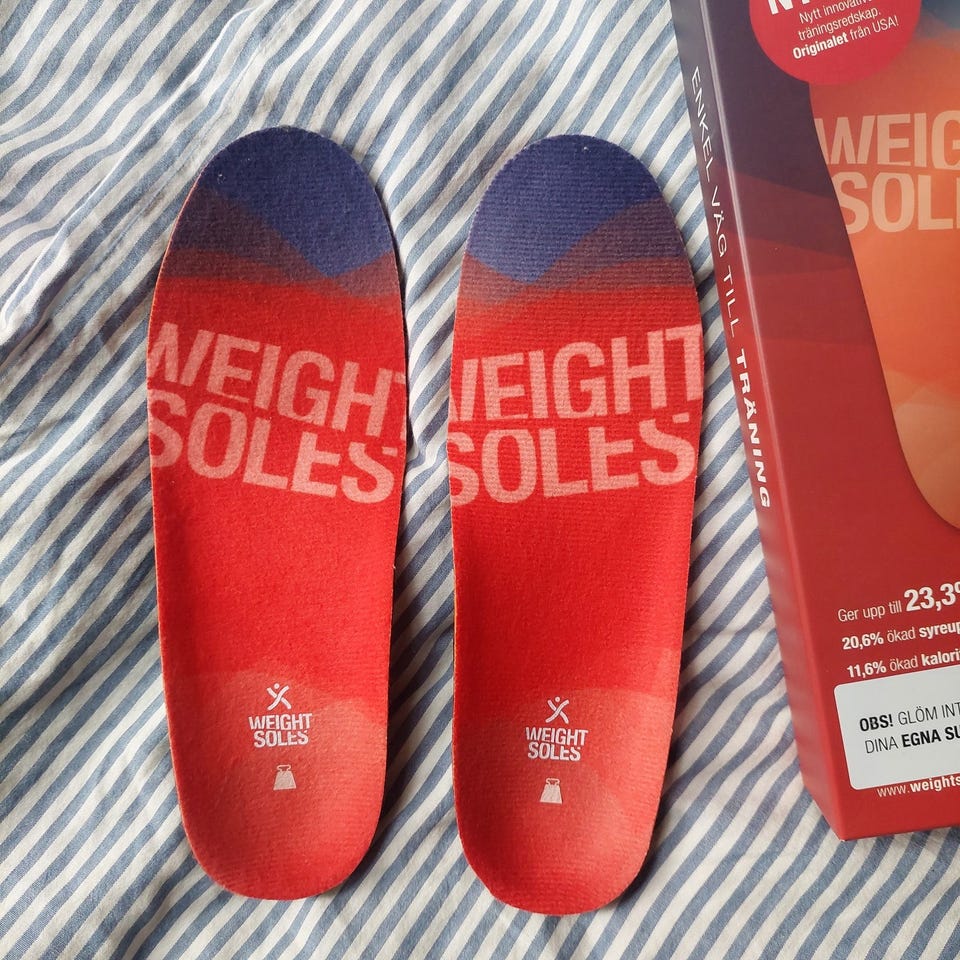 WEIGHT
SOLES
WEIGHT
SOLES
WEIGHT
SOLES
WEIGHT
SOLES
Nytt innovativ
träningsredskap.
Originalet från USA!
ENKEL VÄG TILL TRÄNING
WEIG
SOL
Ger upp till 23,3%
20,6% ökad syreup
11,6% ökad kalori
OBS! GLÖM INT
DINA EGNA SU
www.weights